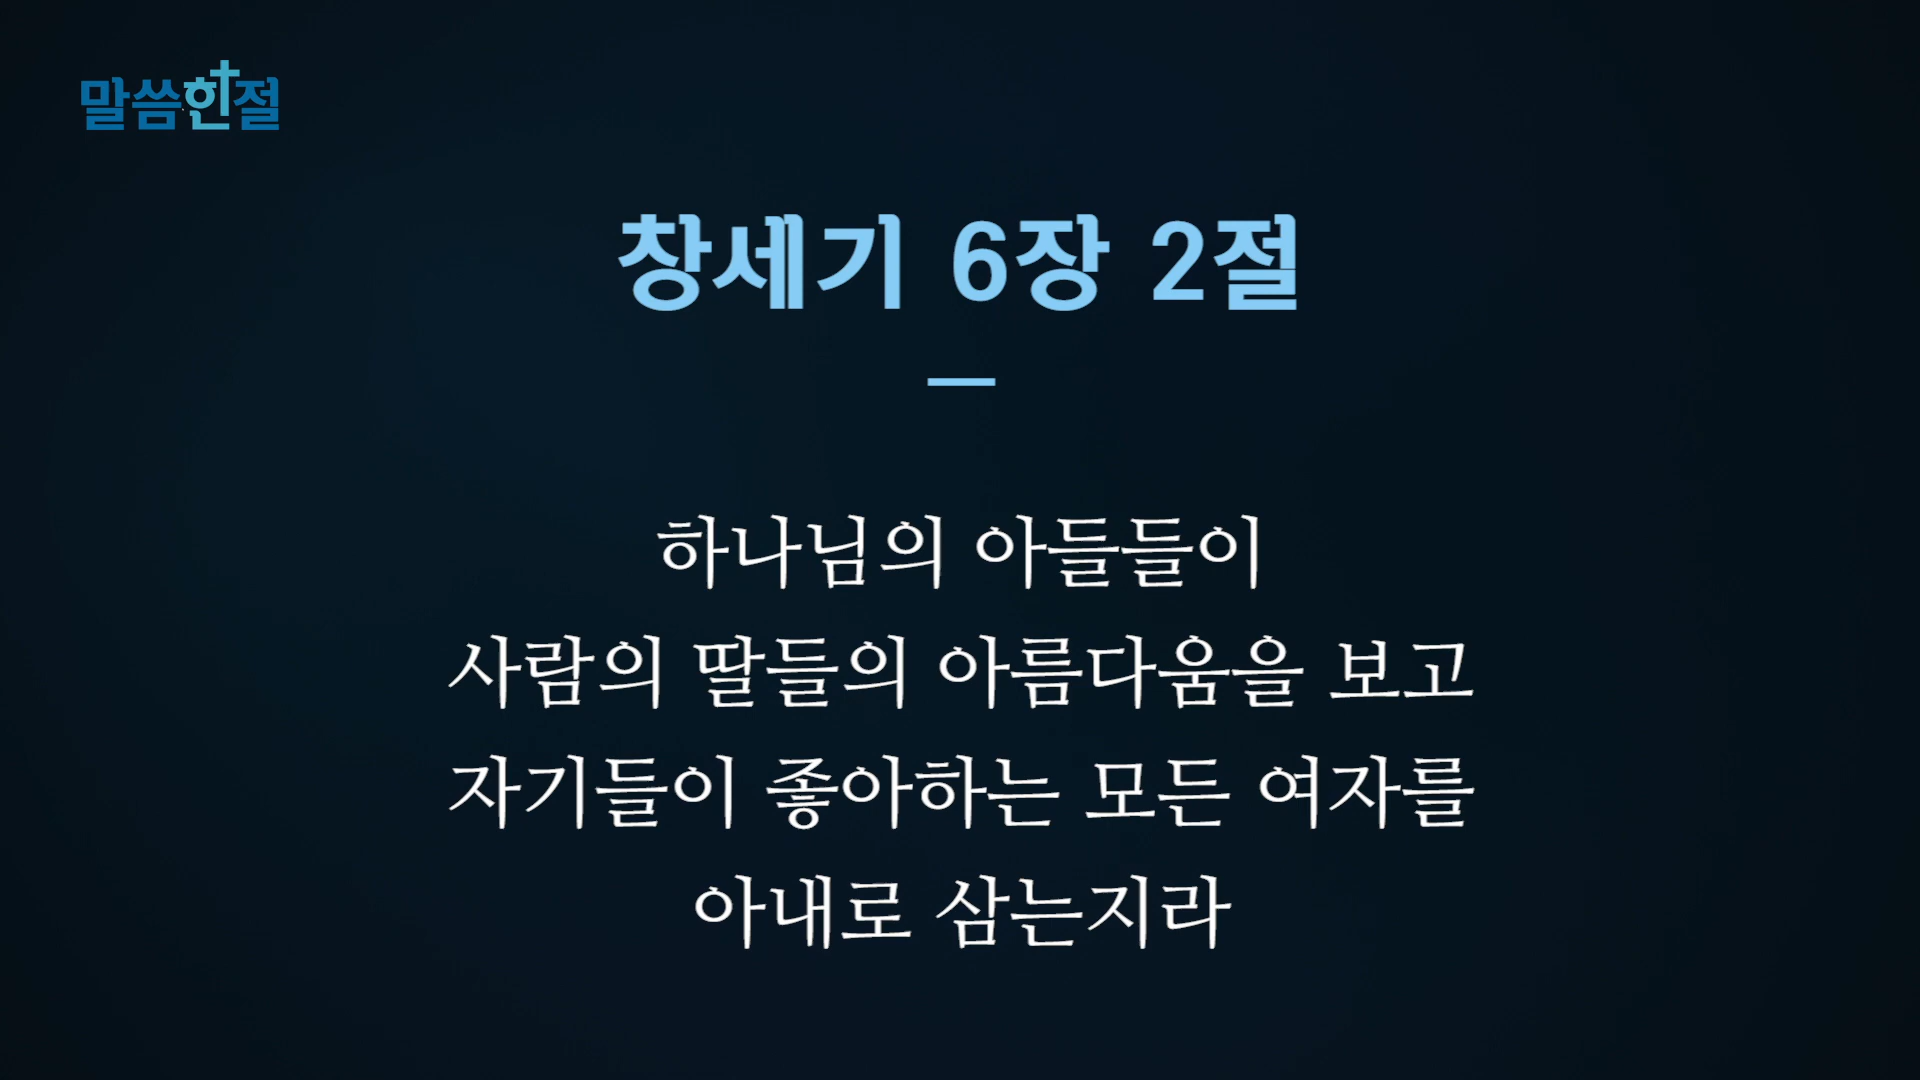 말씀한절
창세기 6장 2절
하나님의 아들들이
사람의 딸들의 아름다움을 보고
자기들이 좋아하는 모든 여자를
아내로 삼는지라